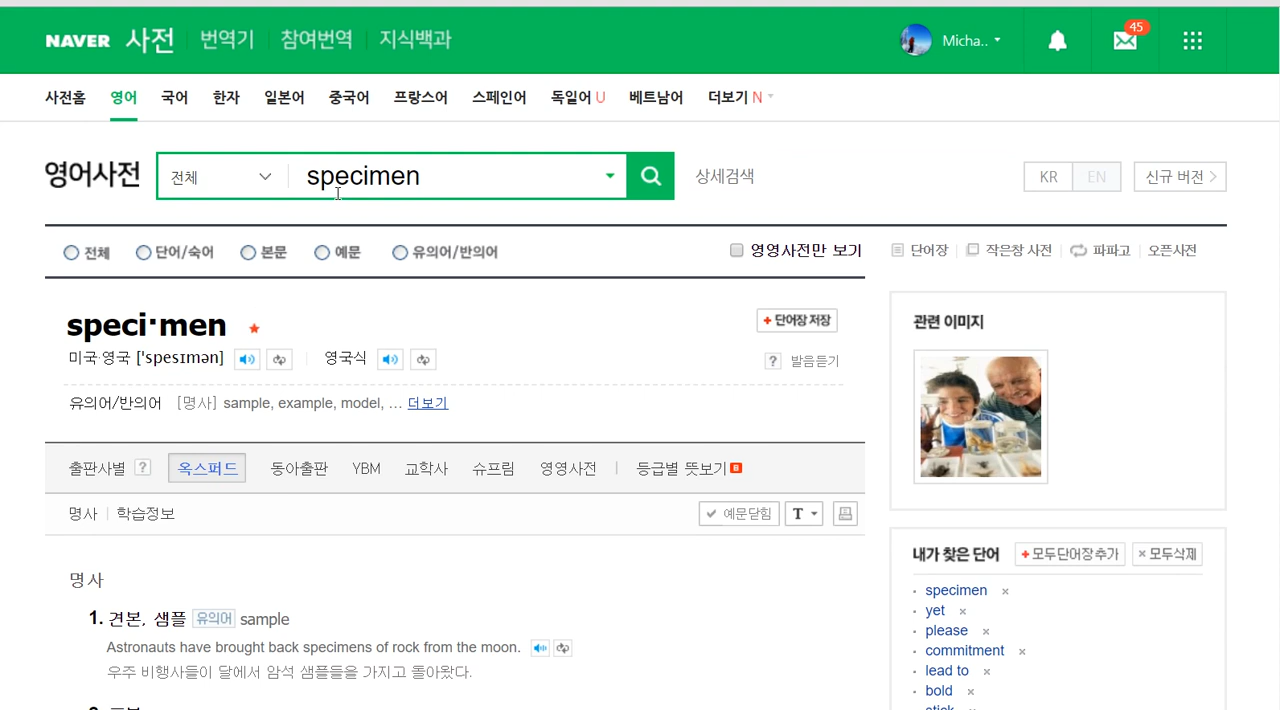 NAVER 사전 번역기 참여번역 지식백과 Micha.. 45
사전홈 영어 국어 한자 일본어 중국어 프랑스어 스페인어 독일어 U 베트남어 더보기 N
영어사전 전체 specimen 상세검색 KR EN 신규 버전
전체 단어/숙어 본문 예문 유의어/반의어 영영사전만 보기 단어장 작은창 사전 파파고 오픈사전
speci·men ★ +단어장 저장
미국·영국 ['spesɪmən] 영국식 ? 발음듣기
유의어/반의어 [명사] sample, example, model, ... 더보기
출판사별 ? 옥스퍼드 동아출판 YBM 교학사 슈프림 영영사전 등급별 뜻보기 B
명사 학습정보 예문닫힘 T
명사
1. 견본, 샘플 유의어 sample
Astronauts have brought back specimens of rock from the moon.
우주 비행사들이 달에서 암석 샘플들을 가지고 돌아왔다.
관련 이미지
내가 찾은 단어 +모두단어장추가 ×모두삭제
specimen ×
yet ×
please ×
commitment ×
lead to ×
bold ×